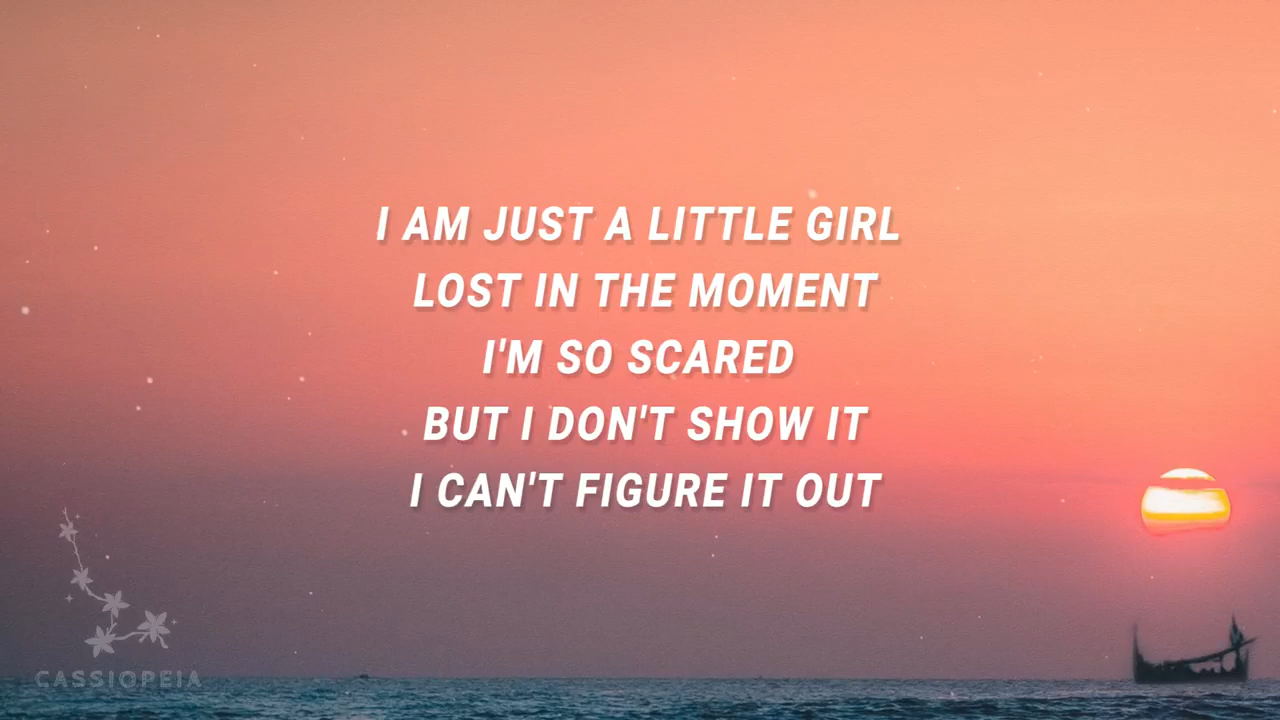 I AM JUST A LITTLE GIRL
LOST IN THE MOMENT
I'M SO SCARED
BUT I DON'T SHOW IT
I CAN'T FIGURE IT OUT
CASSIOPEIA